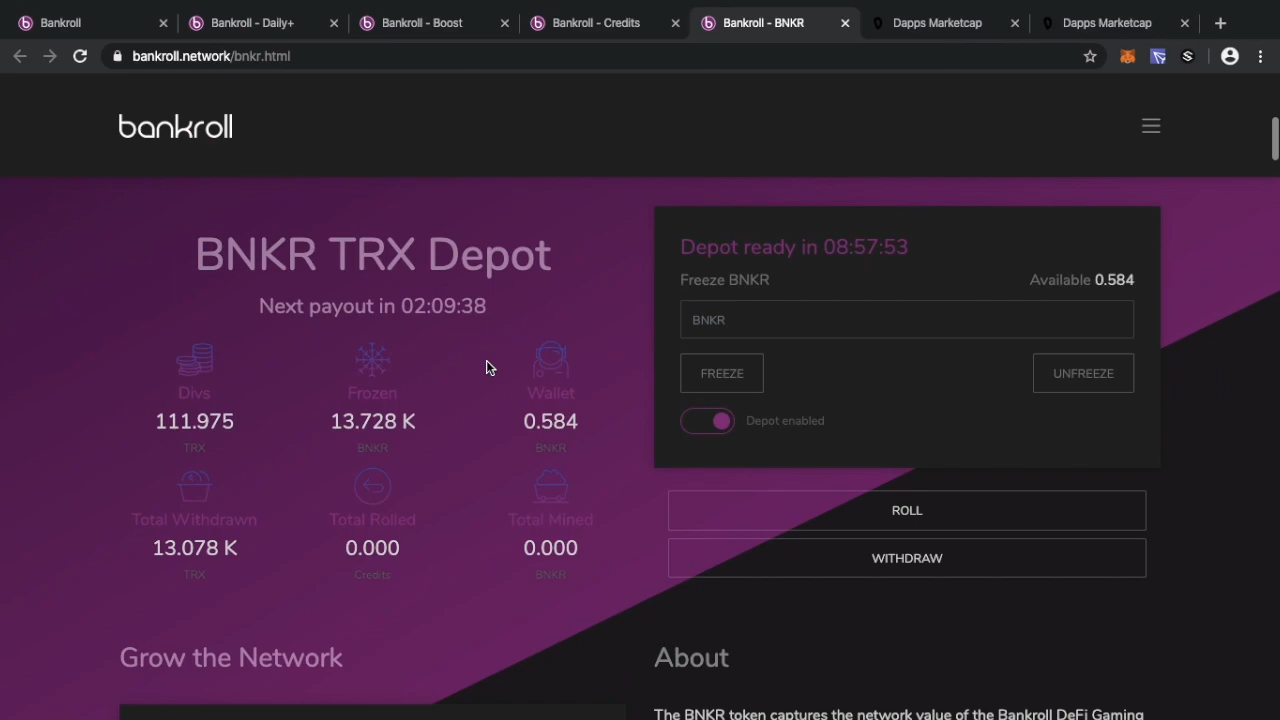 Bankroll
Bankroll - Daily+
Bankroll - Boost
Bankroll - Credits
Bankroll - BNKR
Dapps Marketcap
Dapps Marketcap
bankroll.network/bnkr.html
bankroll
BNKR TRX Depot
Next payout in 02:09:38
Divs
Frozen
Wallet
111.975
13.728 K
0.584
TRX
BNKR
BNKR
Total Withdrawn
Total Rolled
Total Mined
13.078 K
0.000
0.000
TRX
Credits
BNKR
Depot ready in 08:57:53
Freeze BNKR
Available 0.584
BNKR
FREEZE
UNFREEZE
Depot enabled
ROLL
WITHDRAW
Grow the Network
About
The BNKR token captures the network value of the Bankroll DeFi Gaming